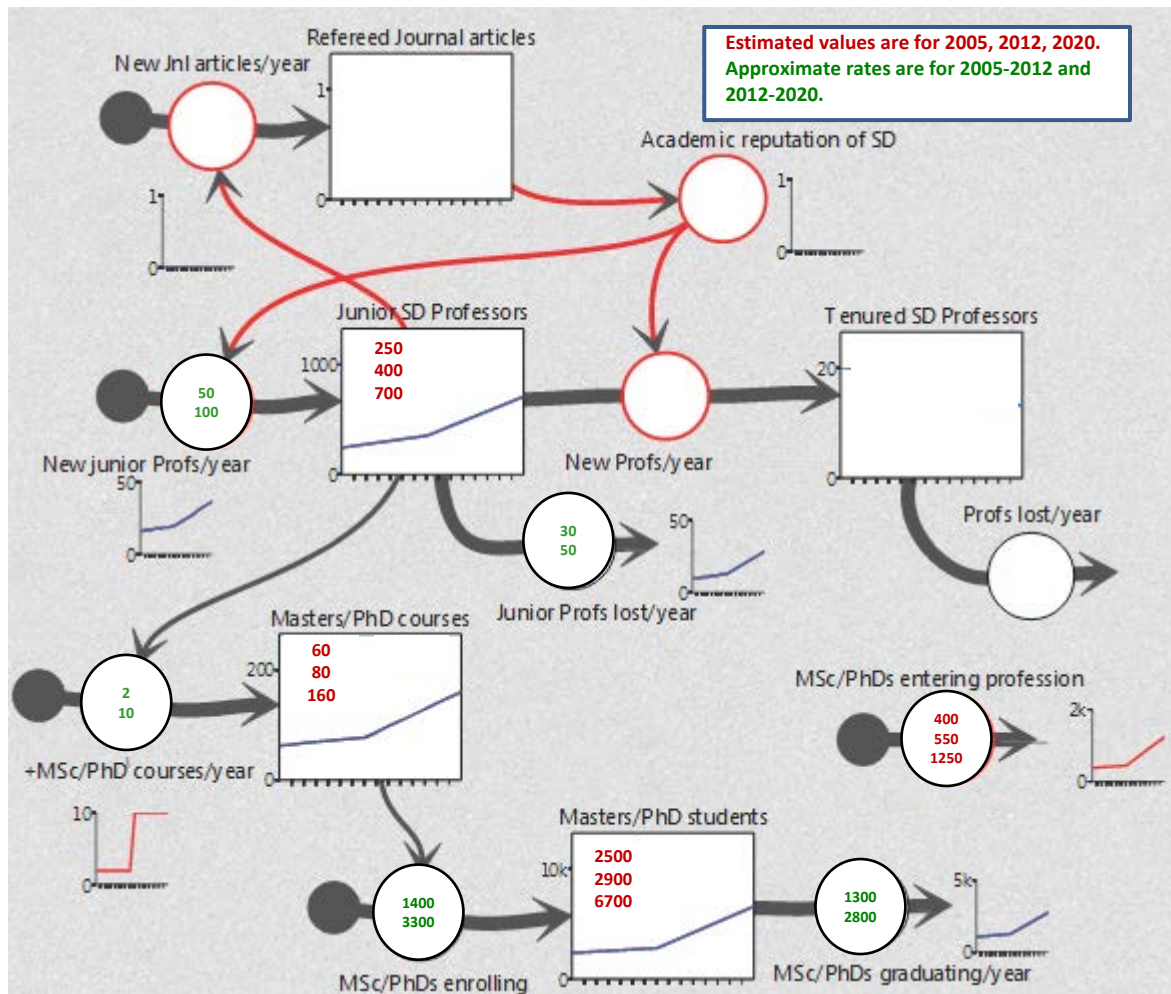 Refereed Journal articles
Estimated values are for 2005, 2012, 2020.
Approximate rates are for 2005-2012 and
2012-2020.
New Jnl articles/year
1
0
1
0
Academic reputation of SD
1
0
Junior SD Professors
1000
0
250
400
700
Tenured SD Professors
20
0
50
100
New junior Profs/year
50
0
New Profs/year
30
50
Junior Profs lost/year
50
0
Profs lost/year
Masters/PhD courses
200
0
60
80
160
2
10
+MSc/PhD courses/year
10
0
MSc/PhDs entering profession
400
550
1250
2k
0
Masters/PhD students
10k
0
2500
2900
6700
1400
3300
MSc/PhDs enrolling
1300
2800
MSc/PhDs graduating/year
5k
0